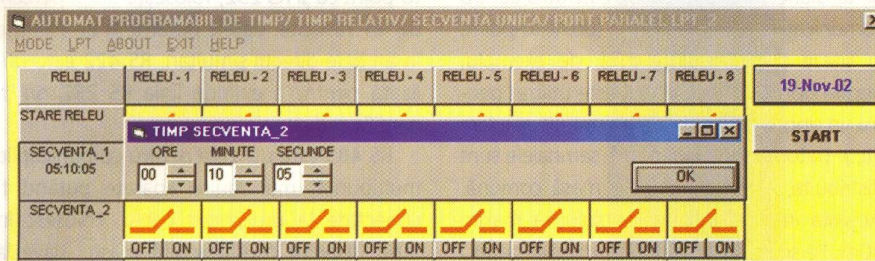 AUTOMAT PROGRAMABIL DE TIMP/ TIMP RELATIV/ SECVENTA UNICA/ PORT PARALEL LPT_2
MODE LPT ABOUT EXIT HELP
RELEU RELEU - 1 RELEU - 2 RELEU - 3 RELEU - 4 RELEU - 5 RELEU - 6 RELEU - 7 RELEU - 8 19-Nov-02
STARE RELEU
TIMP SECVENTA_2
START
SECVENTA_1 ORE MINUTE SECUNDE
05:10:05 00 10 05 OK
SECVENTA_2
OFF ON OFF ON OFF ON OFF ON OFF ON OFF ON OFF ON OFF ON